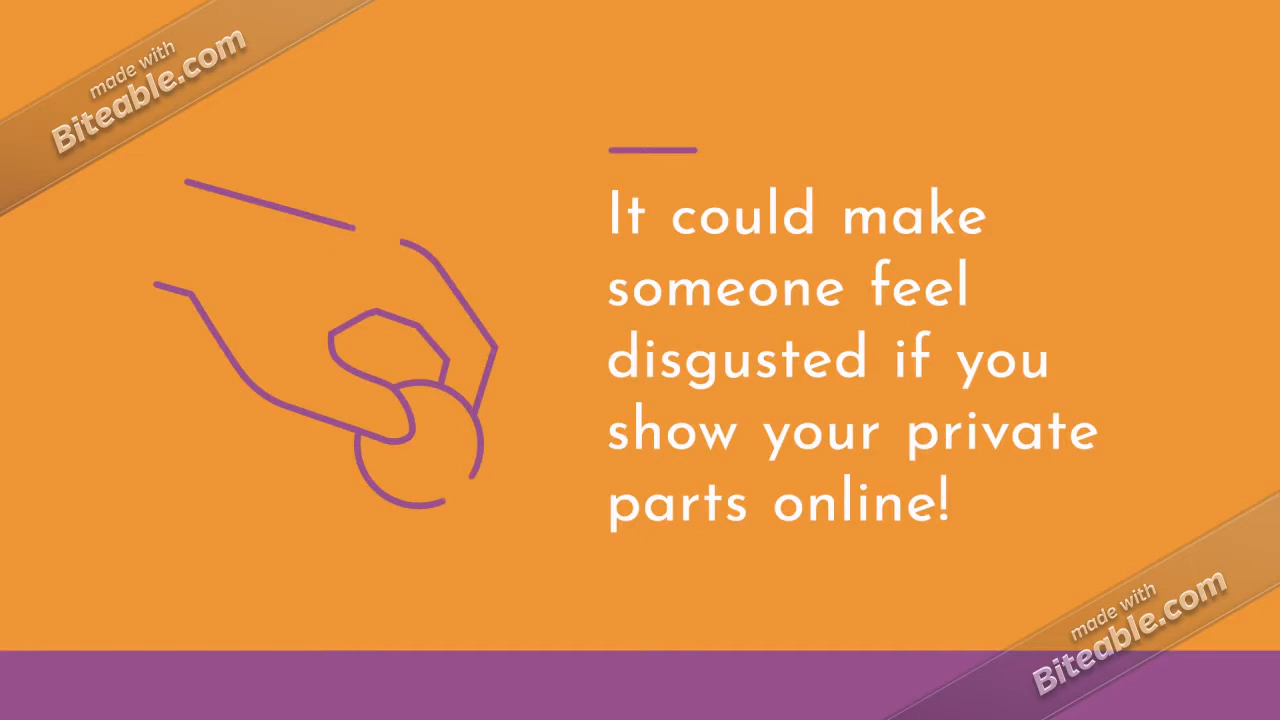 made with
Biteable.com
It could make
someone feel
disgusted if you
show your private
parts online!
made with
Biteable.com